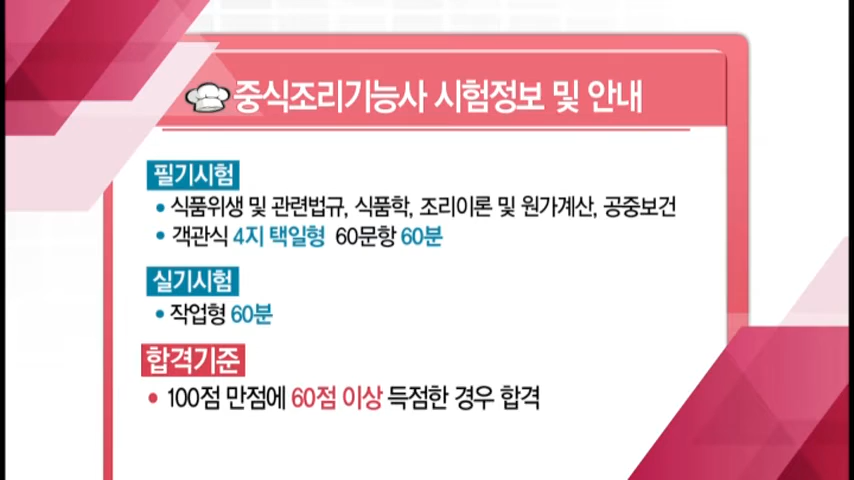 중식조리기능사 시험정보 및 안내
필기시험
• 식품위생 및 관련법규, 식품학, 조리이론 및 원가계산, 공중보건
• 객관식 4지 택일형 60문항 60분
실기시험
• 작업형 60분
합격기준
• 100점 만점에 60점 이상 득점한 경우 합격